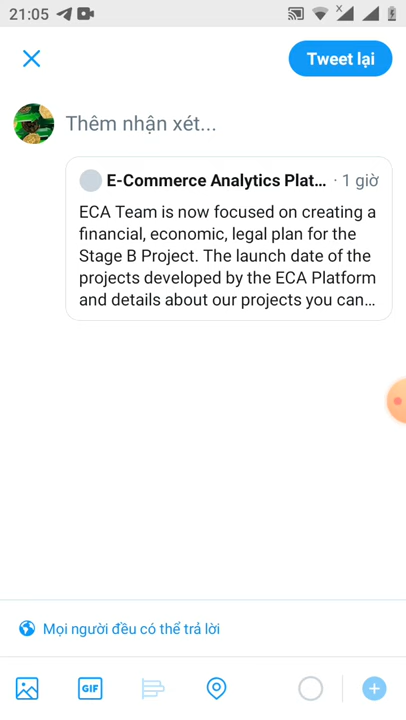 21:05
Tweet lại
Thêm nhận xét...
E-Commerce Analytics Plat... · 1 giờ
ECA Team is now focused on creating a
financial, economic, legal plan for the
Stage B Project. The launch date of the
projects developed by the ECA Platform
and details about our projects you can...
Mọi người đều có thể trả lời
GIF